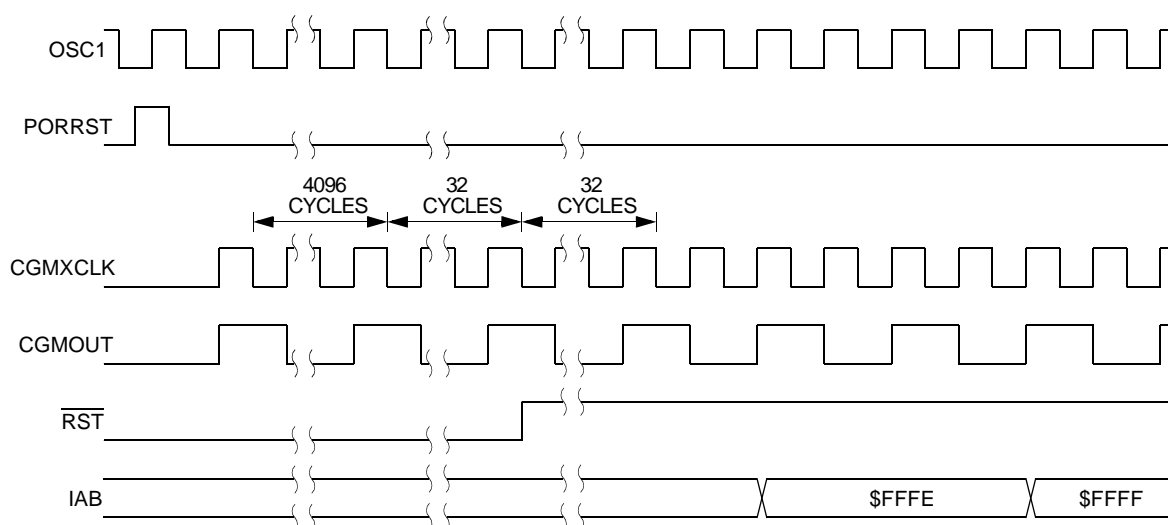 OSC1
PORRST
4096
CYCLES
32
CYCLES
32
CYCLES
CGMXCLK
CGMOUT
RST
IAB
$FFFE
$FFFF